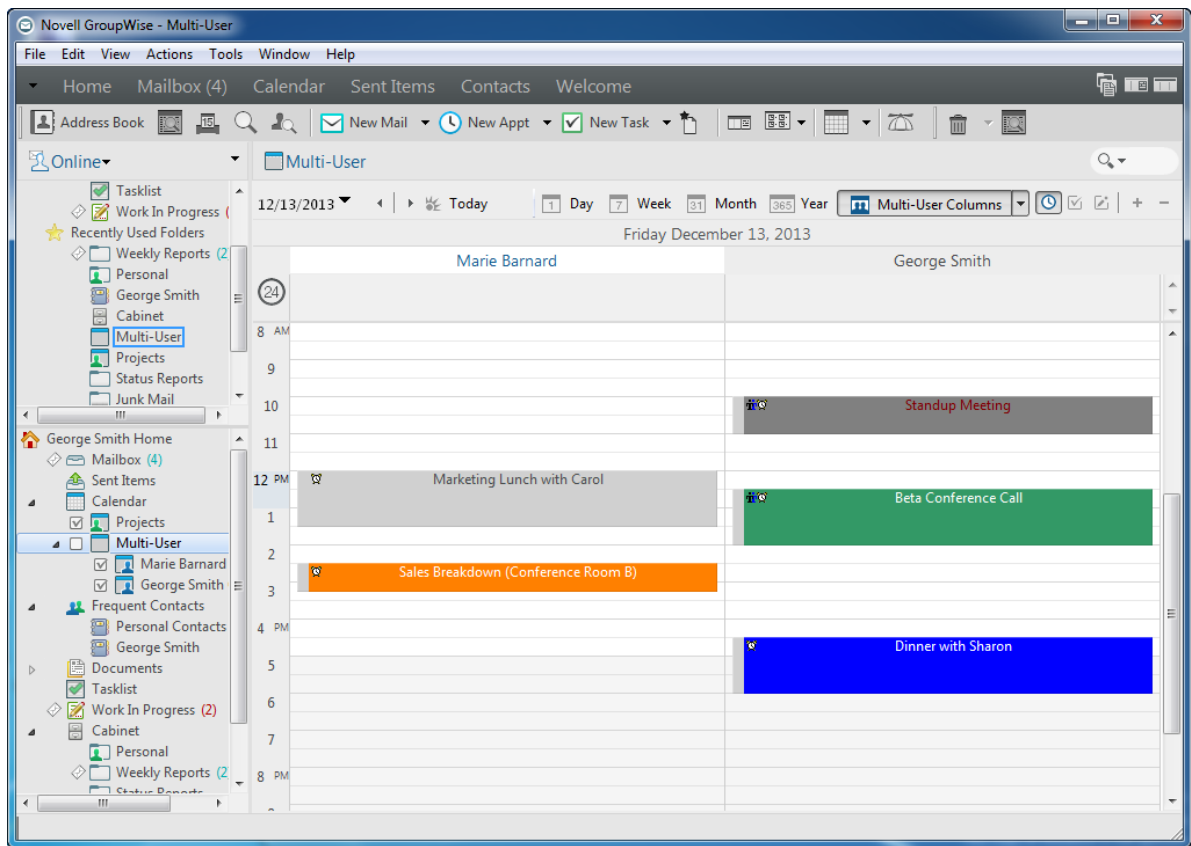 Novell GroupWise - Multi-User
File Edit View Actions Tools Window Help
Home Mailbox (4) Calendar Sent Items Contacts Welcome
Address Book 15 New Mail New Appt New Task
Online
Multi-User
Tasklist
Work In Progress (
Recently Used Folders
Weekly Reports (2
Personal
George Smith
Cabinet
Multi-User
Projects
Status Reports
Junk Mail
George Smith Home
Mailbox (4)
Sent Items
Calendar
Projects
Multi-User
Marie Barnard
George Smith
Frequent Contacts
Personal Contacts
George Smith
Documents
Tasklist
Work In Progress (2)
Cabinet
Personal
Weekly Reports (2
Status Reports
12/13/2013 Today 1 Day 7 Week 31 Month 365 Year Multi-User Columns
Friday December 13, 2013
Marie Barnard George Smith
24
8 AM
9
10 Standup Meeting
11
12 PM Marketing Lunch with Carol
Beta Conference Call
1
2
Sales Breakdown (Conference Room B)
3
4 PM
Dinner with Sharon
5
6
7
8 PM